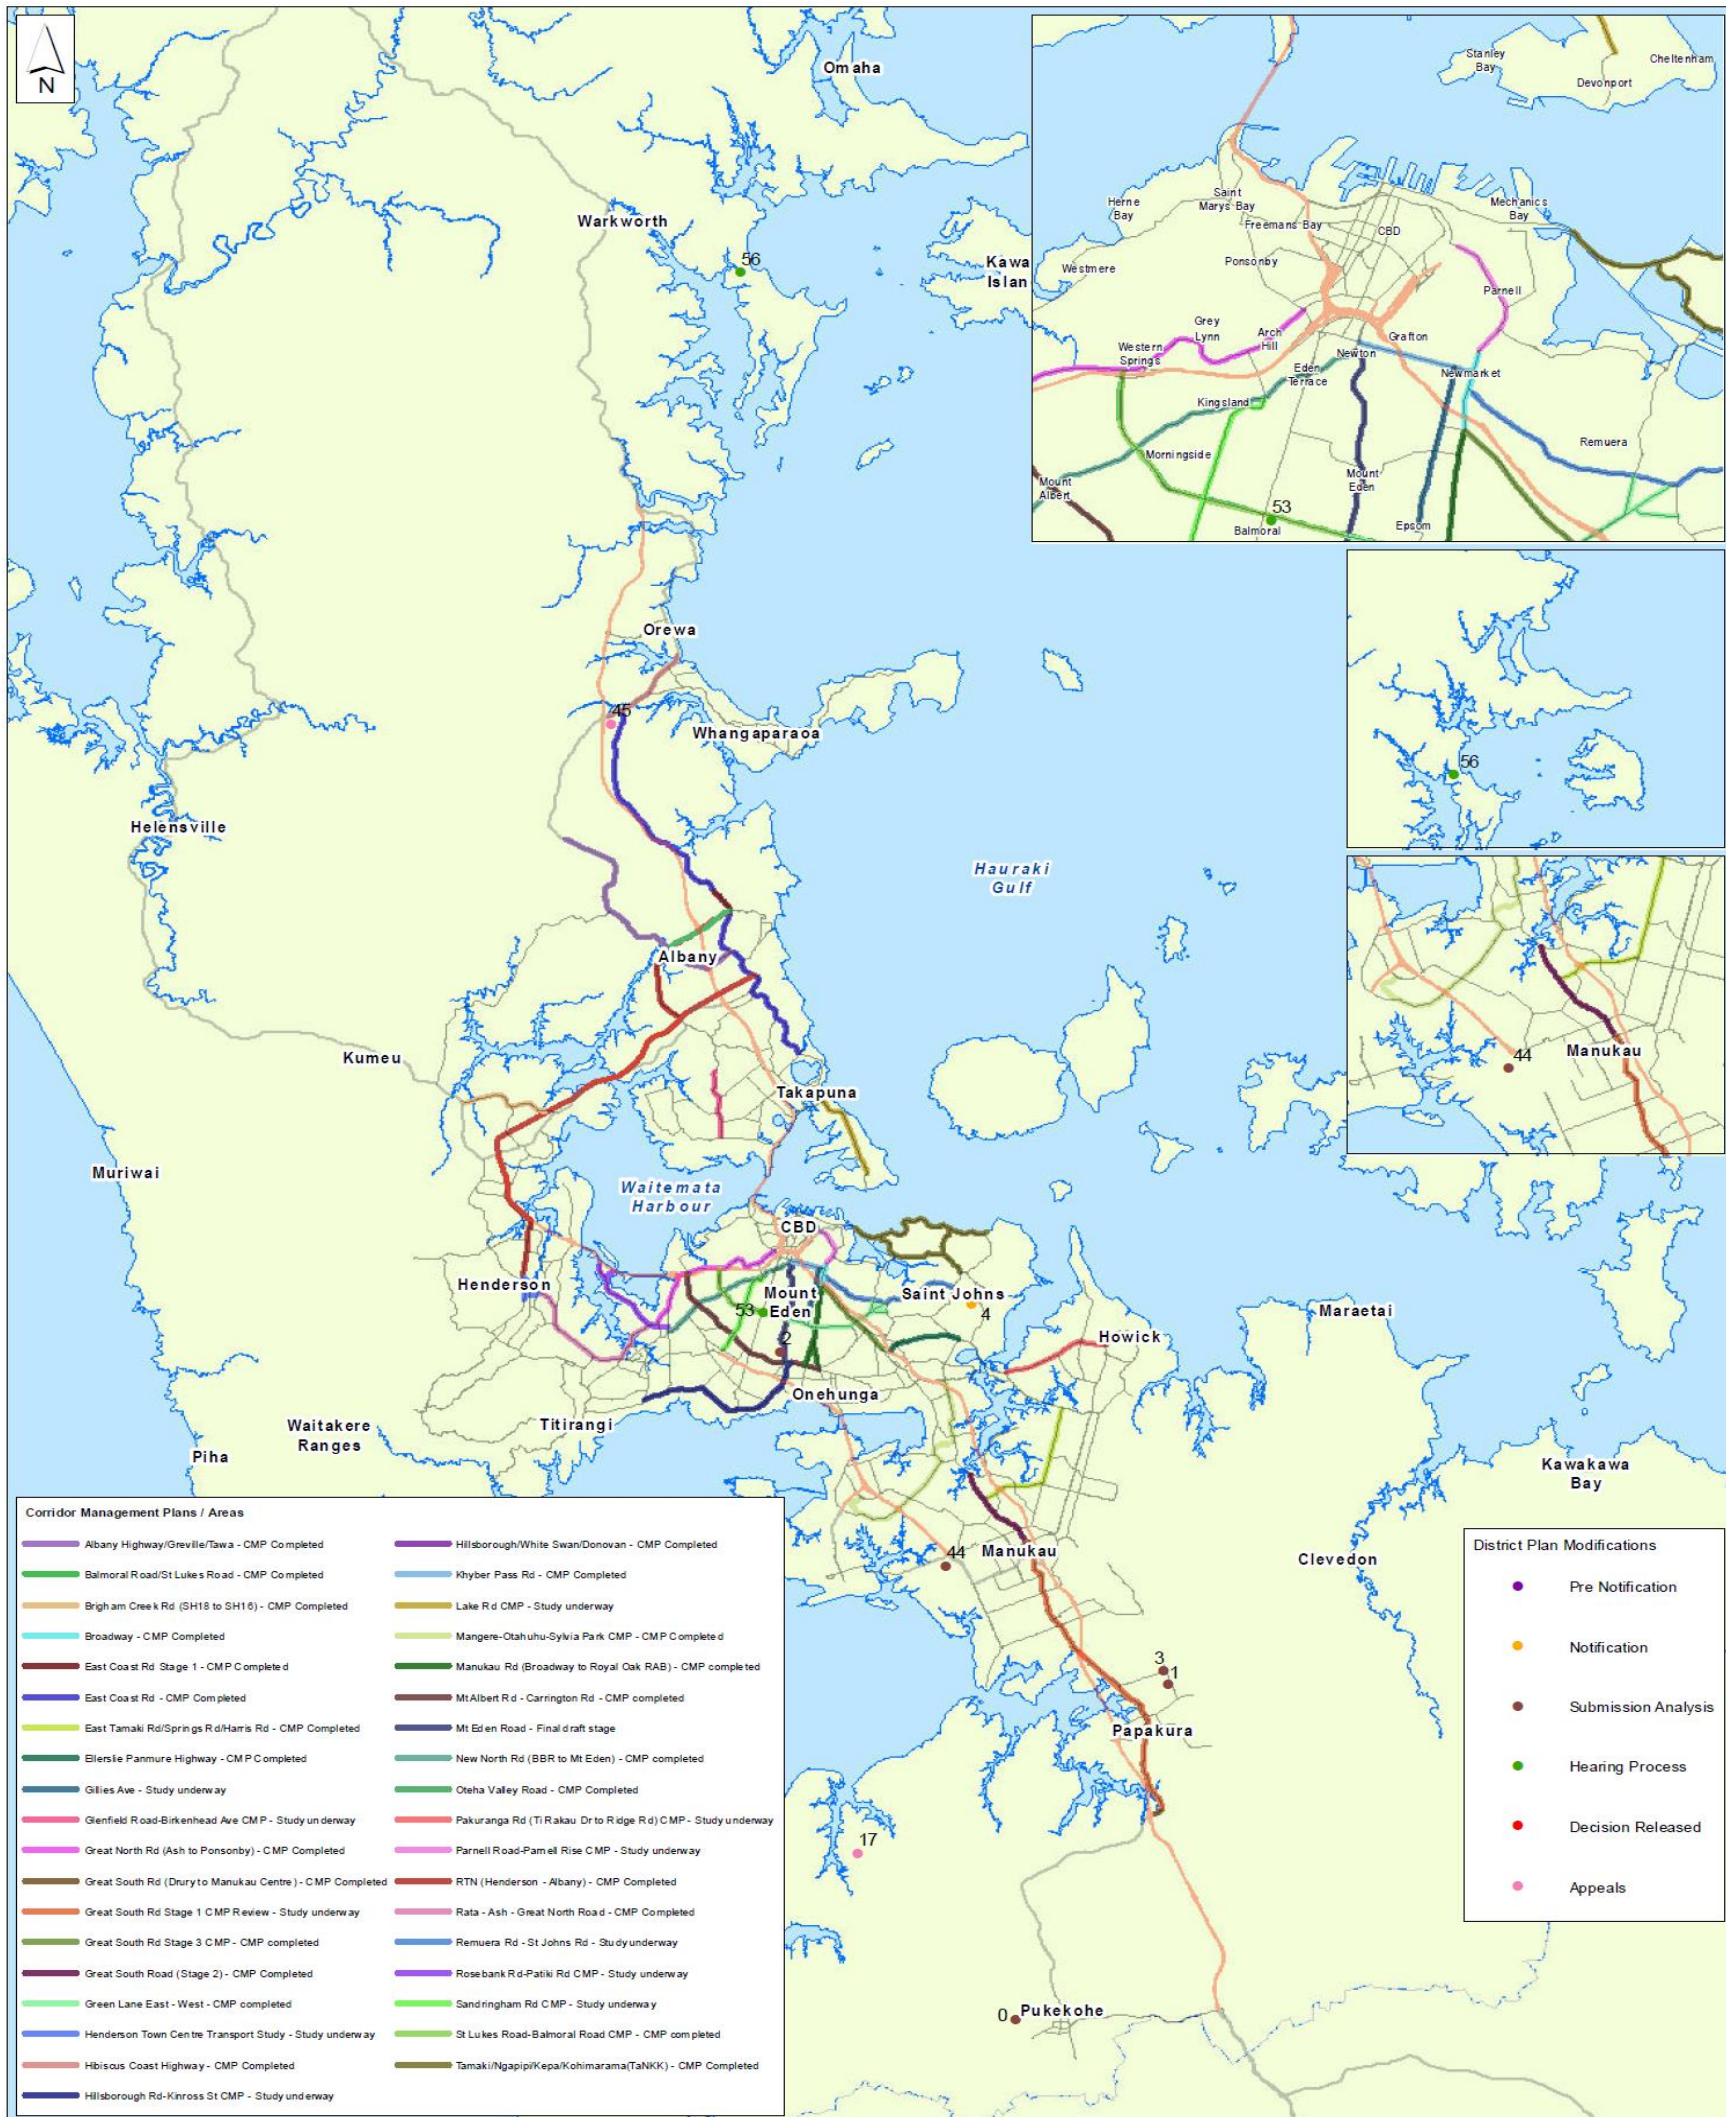 N
Omaha
Warkworth
56
Kawa
Islan
Stanley
Bay
Cheltenham
Devonport
Herne
Bay
Saint
Marys Bay
Freemans Bay
Mechanics
Bay
CBD
Westmere
Ponsonby
Parnell
Grey
Lynn
Arch
Hill
Grafton
Western
Springs
Newton
Eden
Terrace
Newmarket
Kingsland
Remuera
Morningside
Mount
Albert
Mount
Eden
53
Balmoral
Epsom
56
44
Manukau
Orewa
45
Whangaparaoa
Helensville
Hauraki
Gulf
Albany
Kumeu
Takapuna
Muriwai
Waitemata
Harbour
CBD
Henderson
Mount
Eden
53
Saint Johns
4
2
Howick
Maraetai
Onehunga
Titirangi
Waitakere
Ranges
Piha
Kawakawa
Bay
44
Manukau
Clevedon
3
1
Papakura
17
0
Pukekohe
Corridor Management Plans / Areas
Albany Highway/Greville/Tawa - CMP Completed
Balmoral Road/St Lukes Road - CMP Completed
Brigham Creek Rd (SH18 to SH16) - CMP Completed
Broadway - CMP Completed
East Coast Rd Stage 1 - CMP Completed
East Coast Rd - CMP Completed
East Tamaki Rd/Springs Rd/Harris Rd - CMP Completed
Ellerslie Panmure Highway - CMP Completed
Gillies Ave - Study underway
Glenfield Road-Birkenhead Ave CMP - Study underway
Great North Rd (Ash to Ponsonby) - CMP Completed
Great South Rd (Drury to Manukau Centre) - CMP Completed
Great South Rd Stage 1 CMP Review - Study underway
Great South Rd Stage 3 CMP - CMP completed
Great South Road (Stage 2) - CMP Completed
Green Lane East - West - CMP completed
Henderson Town Centre Transport Study - Study underway
Hibiscus Coast Highway - CMP Completed
Hillsborough Rd-Kinross St CMP - Study underway
Hillsborough/White Swan/Donovan - CMP Completed
Khyber Pass Rd - CMP Completed
Lake Rd CMP - Study underway
Mangere-Otahuhu-Sylvia Park CMP - CMP Completed
Manukau Rd (Broadway to Royal Oak RAB) - CMP completed
Mt Albert Rd - Carrington Rd - CMP completed
Mt Eden Road - Final draft stage
New North Rd (BBR to Mt Eden) - CMP completed
Oteha Valley Road - CMP Completed
Pakuranga Rd (Ti Rakau Dr to Ridge Rd) CMP - Study underway
Parnell Road-Parnell Rise CMP - Study underway
RTN (Henderson - Albany) - CMP Completed
Rata - Ash - Great North Road - CMP Completed
Remuera Rd - St Johns Rd - Study underway
Rosebank Rd-Patiki Rd CMP - Study underway
Sandringham Rd CMP - Study underway
St Lukes Road-Balmoral Road CMP - CMP completed
Tamaki/Ngapipi/Kepa/Kohimarama(TaNKK) - CMP Completed
District Plan Modifications
Pre Notification
Notification
Submission Analysis
Hearing Process
Decision Released
Appeals